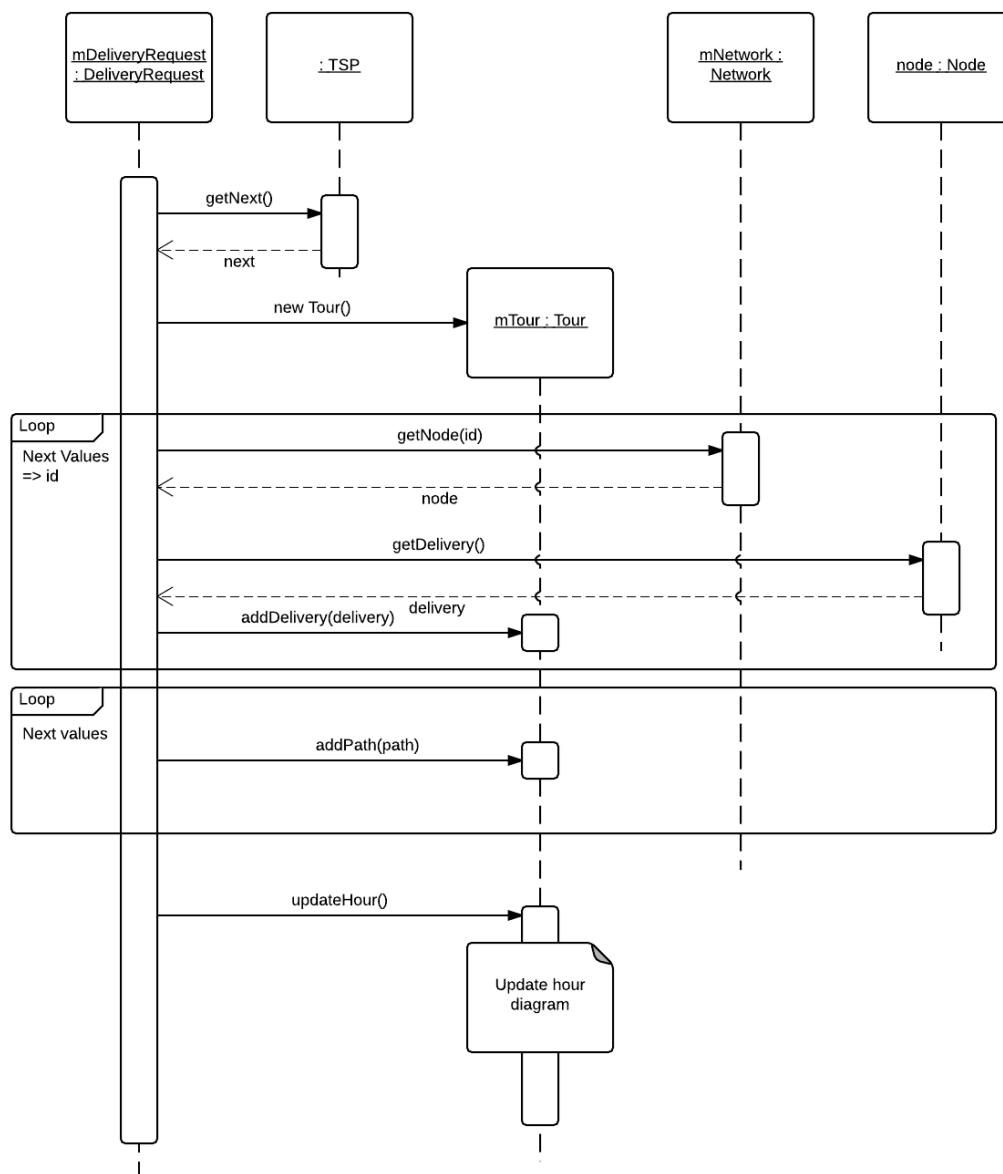 mDeliveryRequest
: DeliveryRequest
: TSP
mNetwork :
Network
node : Node
getNext()
next
new Tour()
mTour : Tour
Loop
Next Values
=> id
getNode(id)
node
getDelivery()
delivery
addDelivery(delivery)
Loop
Next values
addPath(path)
updateHour()
Update hour
diagram